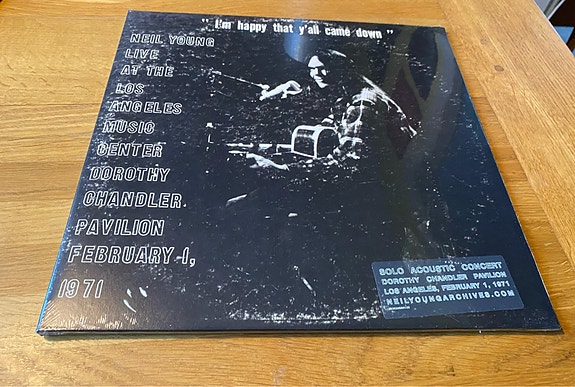 " I'm happy that y'all came down "
NEIL YOUNG
LIVE
AT THE
LOS
ANGELES
MUSIC
CENTER
DOROTHY
CHANDLER
PAVILION
FEBRUARY 1,
1971
SOLO ACOUSTIC CONCERT
DOROTHY CHANDLER PAVILION
LOS ANGELES, FEBRUARY 1, 1971
NEILYOUNGARCHIVES.COM